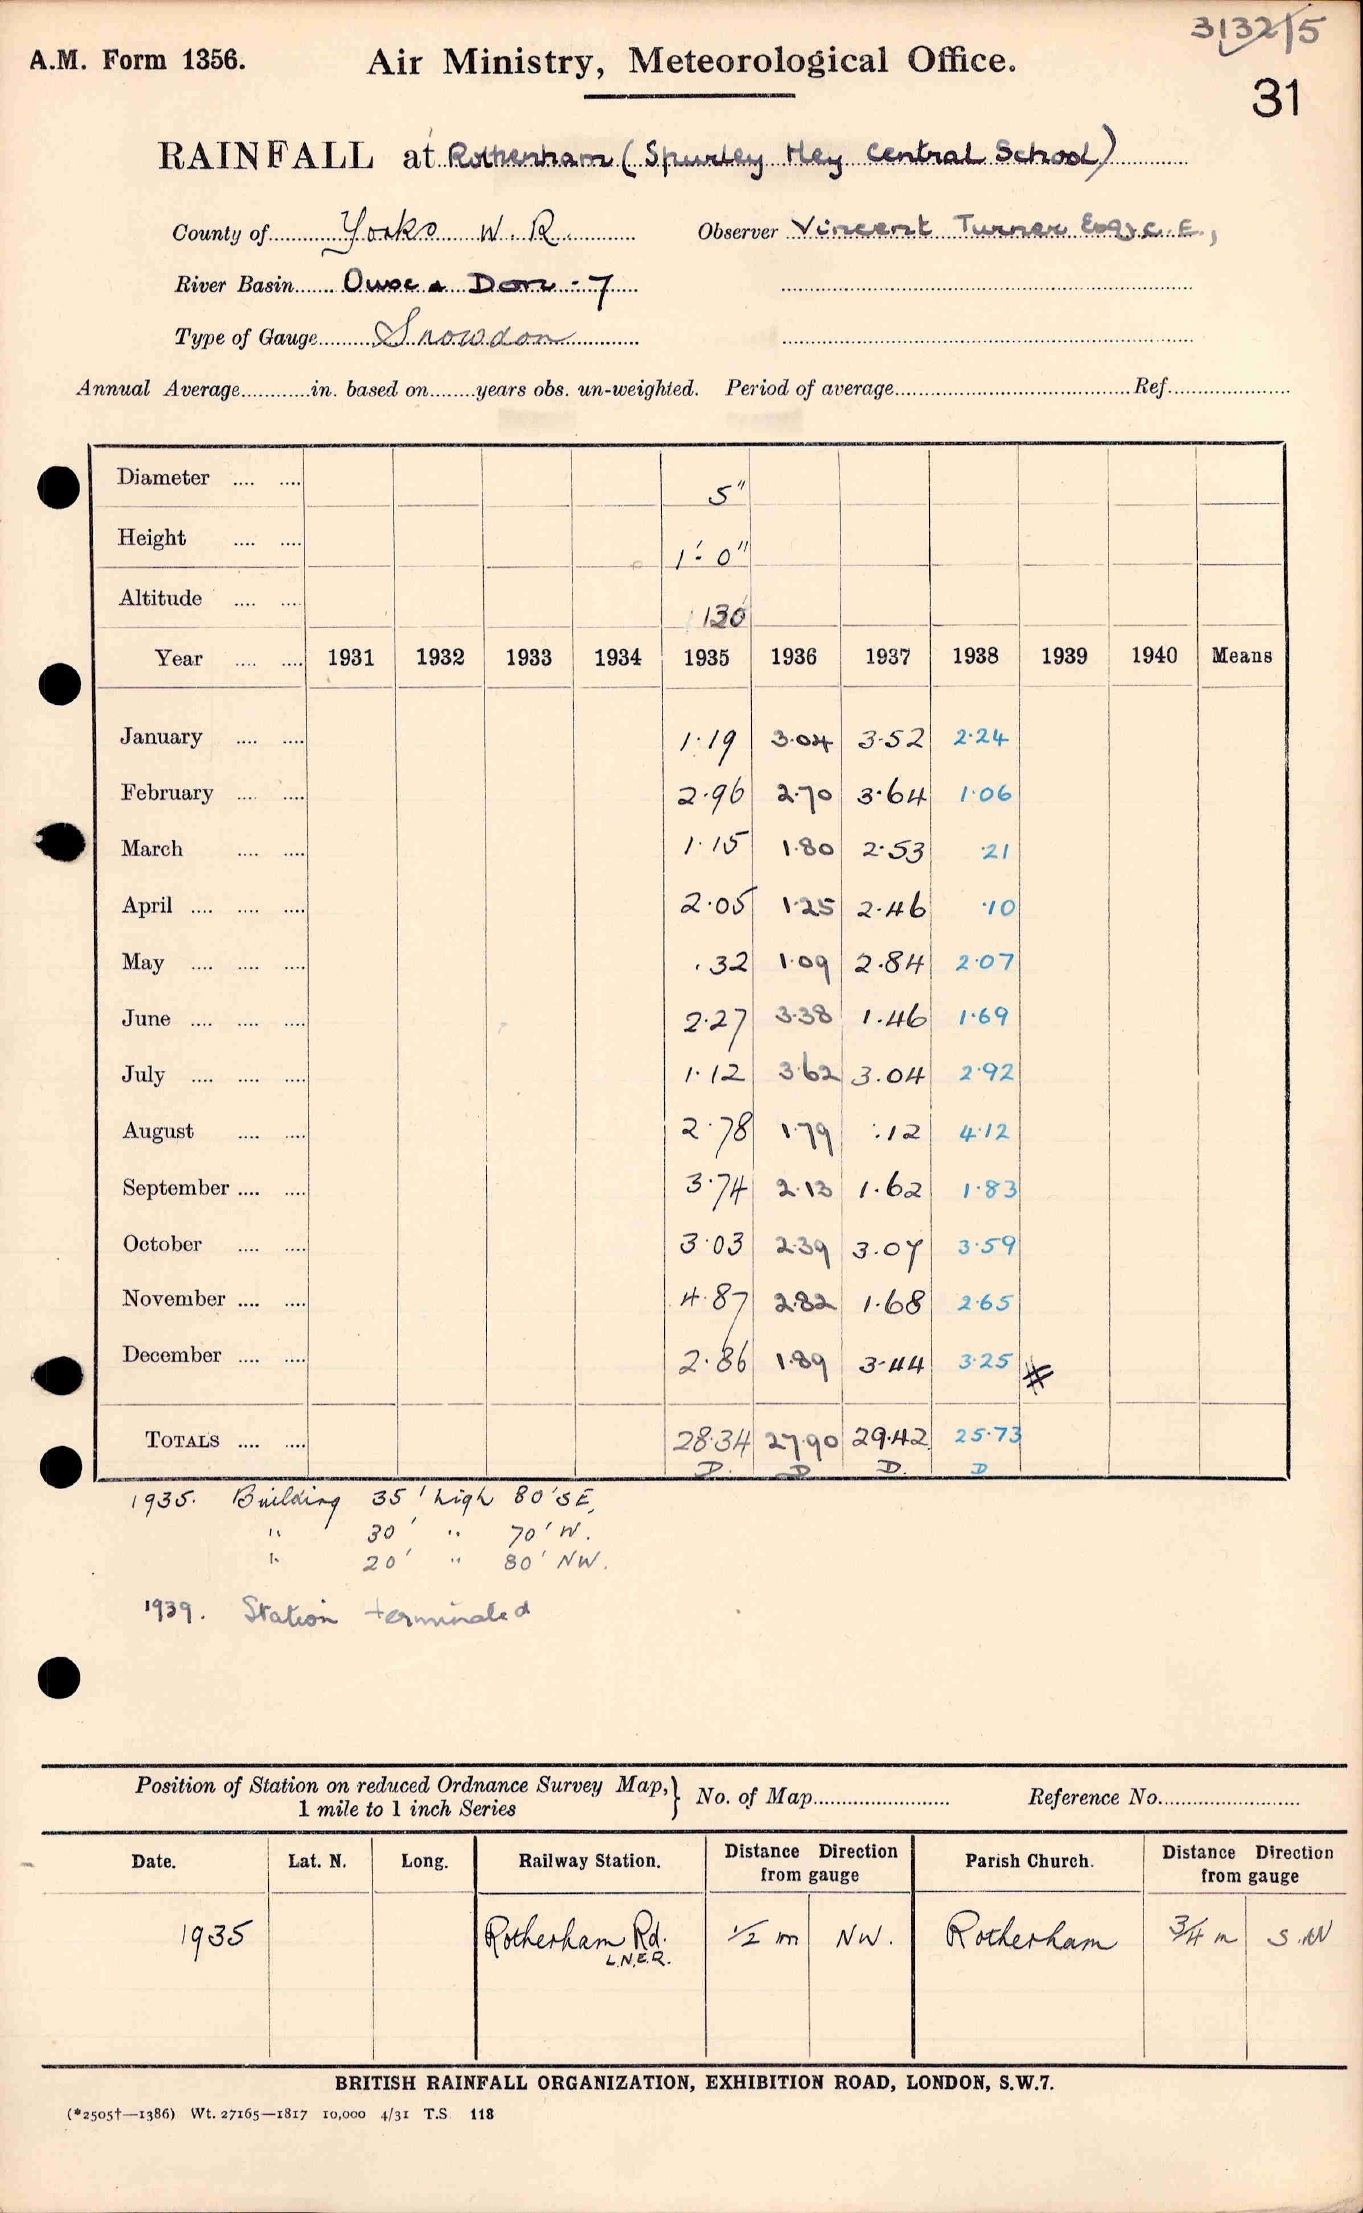 3132/5
A.M. Form 1356. Air Ministry, Meteorological Office.
31
RAINFALL at Rotherham (Spurley Hey Central School)
County of Yorks W.R. Observer Vincent Turner Esq., C.E.,
River Basin Ouse & Don - 7
Type of Gauge Snowdon
Annual Average in. based on years obs. un-weighted. Period of average Ref.
Diameter 5"
Height 1'-0"
Altitude 130'
Year 1931 1932 1933 1934 1935 1936 1937 1938 1939 1940 Means
January 1.19 3.04 3.52 2.24
February 2.96 2.70 3.64 1.06
March 1.15 1.80 2.53 .21
April 2.05 1.25 2.46 .10
May .32 1.09 2.84 2.07
June 2.27 3.38 1.46 1.69
July 1.12 3.62 3.04 2.92
August 2.78 1.79 .12 4.12
September 3.74 2.13 1.62 1.83
October 3.03 2.39 3.07 3.59
November 4.87 2.82 1.68 2.65
December 2.86 1.89 3.44 3.25 #
TOTALS 28.34 27.90 29.42 25.73
D. D D. D
1935. Building 35' high 80' SE,
" 30' " 70' W.
" 20' " 80' NW.
1939. Station terminated
Position of Station on reduced Ordnance Survey Map, } No. of Map Reference No.
1 mile to 1 inch Series
Date. Lat. N. Long. Railway Station. Distance Direction from gauge Parish Church. Distance Direction from gauge
1935 Rotherham Rd. 1/2 m NW. Rotherham 3/4 m S.W
L.N.E.R.
BRITISH RAINFALL ORGANIZATION, EXHIBITION ROAD, LONDON, S.W.7.
(*2505†—1386) Wt. 27165—1817 10,000 4/31 T.S 118